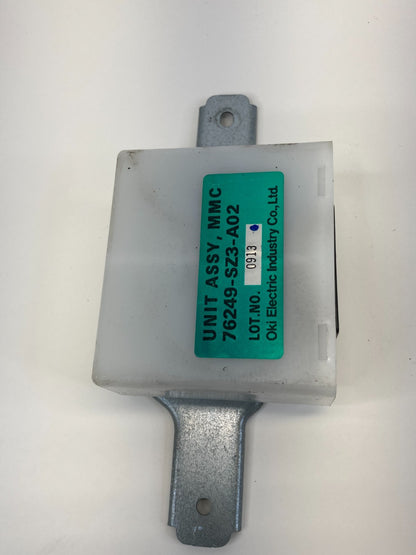 UNIT ASSY, MMC
76249-SZ3-A02
LOT.NO. 0913
Oki Electric Industry Co.,Ltd.